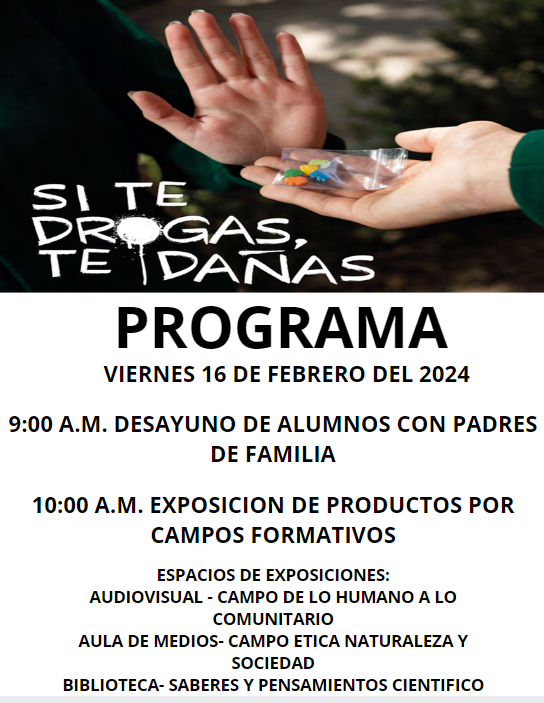 SI TE
DROGAS,
TE DAÑAS
PROGRAMA
VIERNES 16 DE FEBRERO DEL 2024
9:00 A.M. DESAYUNO DE ALUMNOS CON PADRES
DE FAMILIA
10:00 A.M. EXPOSICION DE PRODUCTOS POR
CAMPOS FORMATIVOS
ESPACIOS DE EXPOSICIONES:
AUDIOVISUAL - CAMPO DE LO HUMANO A LO
COMUNITARIO
AULA DE MEDIOS- CAMPO ETICA NATURALEZA Y
SOCIEDAD
BIBLIOTECA- SABERES Y PENSAMIENTOS CIENTIFICO